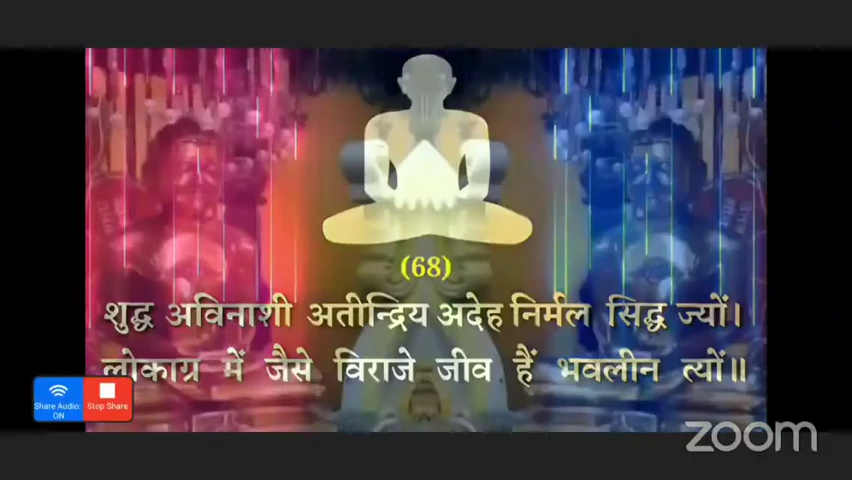 (68)
शुद्ध अविनाशी अतीन्द्रिय अदेह निर्मल सिद्ध ज्यों।
लोकाग्र में जैसे विराजे जीव हैं भवलीन त्यों॥
Share Audio: ON
Stop Share
zoom